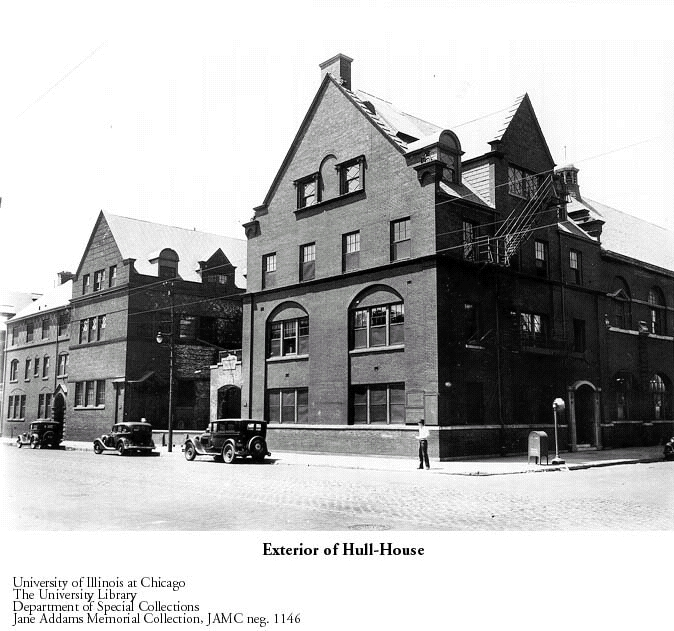 Exterior of Hull-House
University of Illinois at Chicago
The University Library
Department of Special Collections
Jane Addams Memorial Collection, JAMC neg. 1146